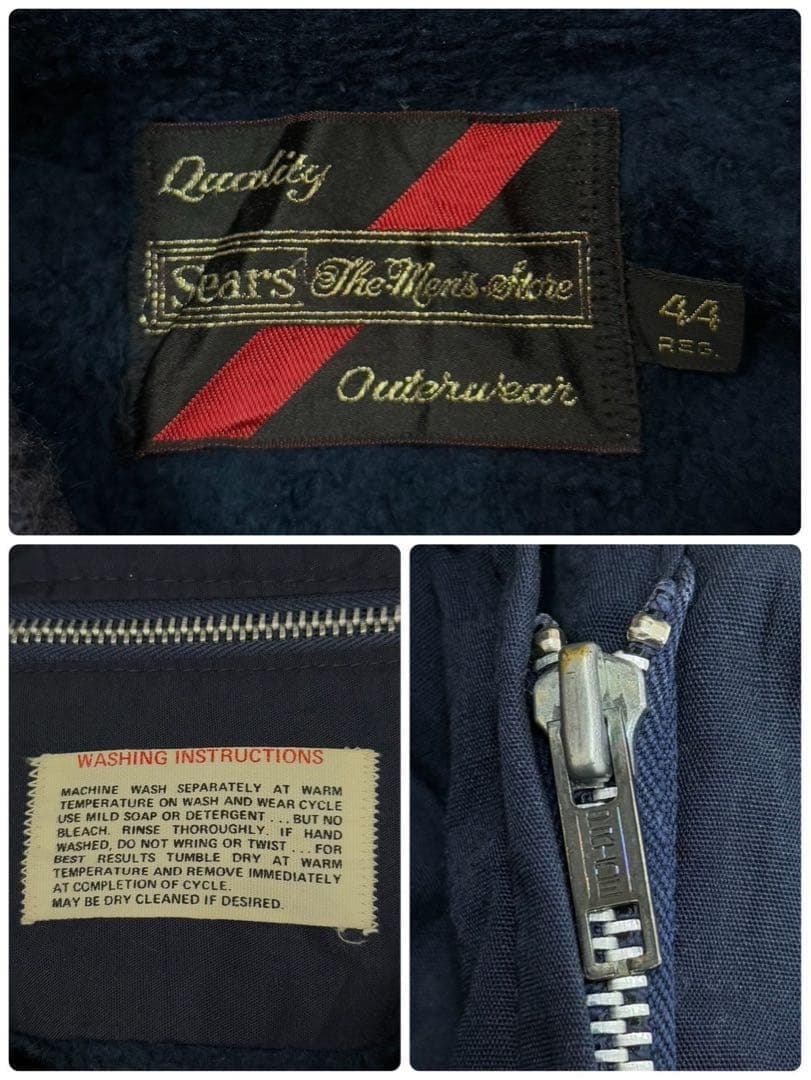 Quality
Sears The Men's Store
Outerwear
44
REG.
WASHING INSTRUCTIONS
MACHINE WASH SEPARATELY AT WARM
TEMPERATURE ON WASH AND WEAR CYCLE
USE MILD SOAP OR DETERGENT...BUT NO
BLEACH. RINSE THOROUGHLY. IF HAND
WASHED, DO NOT WRING OR TWIST...FOR
BEST RESULTS TUMBLE DRY AT WARM
TEMPERATURE AND REMOVE IMMEDIATELY
AT COMPLETION OF CYCLE.
MAY BE DRY CLEANED IF DESIRED.